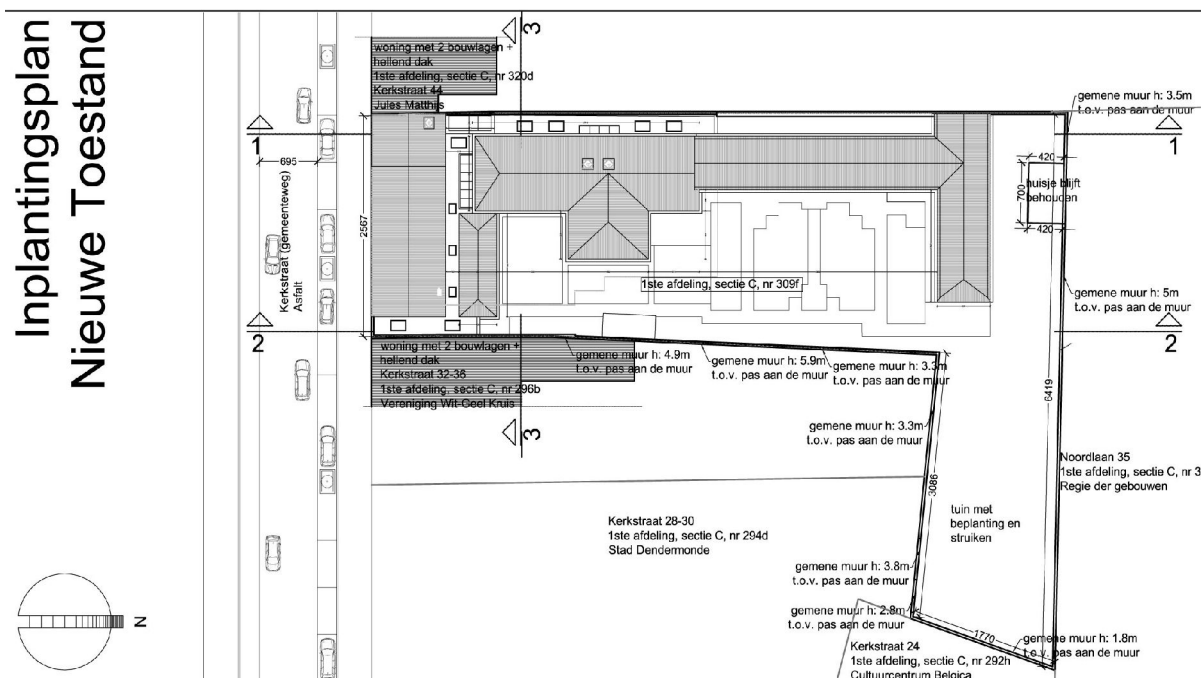 Inplantingsplan
Nieuwe Toestand
N
Kerkstraat (gemeenteweg)
Asfalt
695
2567
woning met 2 bouwlagen +
hellend dak
1ste afdeling, sectie C, nr 320d
Kerkstraat 44
Jules Matthijs
3
1
1
2
2
3
gemene muur h: 3.5m
t.o.v. pas aan de muur
420
700
huisje blijft
behouden
420
1ste afdeling, sectie C, nr 309f
gemene muur h: 5m
t.o.v. pas aan de muur
woning met 2 bouwlagen +
hellend dak
Kerkstraat 32-36
1ste afdeling, sectie C, nr 296b
Vereniging Wit-Geel Kruis
gemene muur h: 4.9m
t.o.v. pas aan de muur
gemene muur h: 5.9m
t.o.v. pas aan de muur
gemene muur h: 3.3m
t.o.v. pas aan de muur
gemene muur h: 3.3m
t.o.v. pas aan de muur
3086
6419
Noordlaan 35
1ste afdeling, sectie C, nr 3
Regie der gebouwen
tuin met
beplanting en
struiken
Kerkstraat 28-30
1ste afdeling, sectie C, nr 294d
Stad Dendermonde
gemene muur h: 3.8m
t.o.v. pas aan de muur
gemene muur h: 2.8m
t.o.v. pas aan de muur
1770
gemene muur h: 1.8m
t.o.v. pas aan de muur
Kerkstraat 24
1ste afdeling, sectie C, nr 292h
Cultuurcentrum Belgica